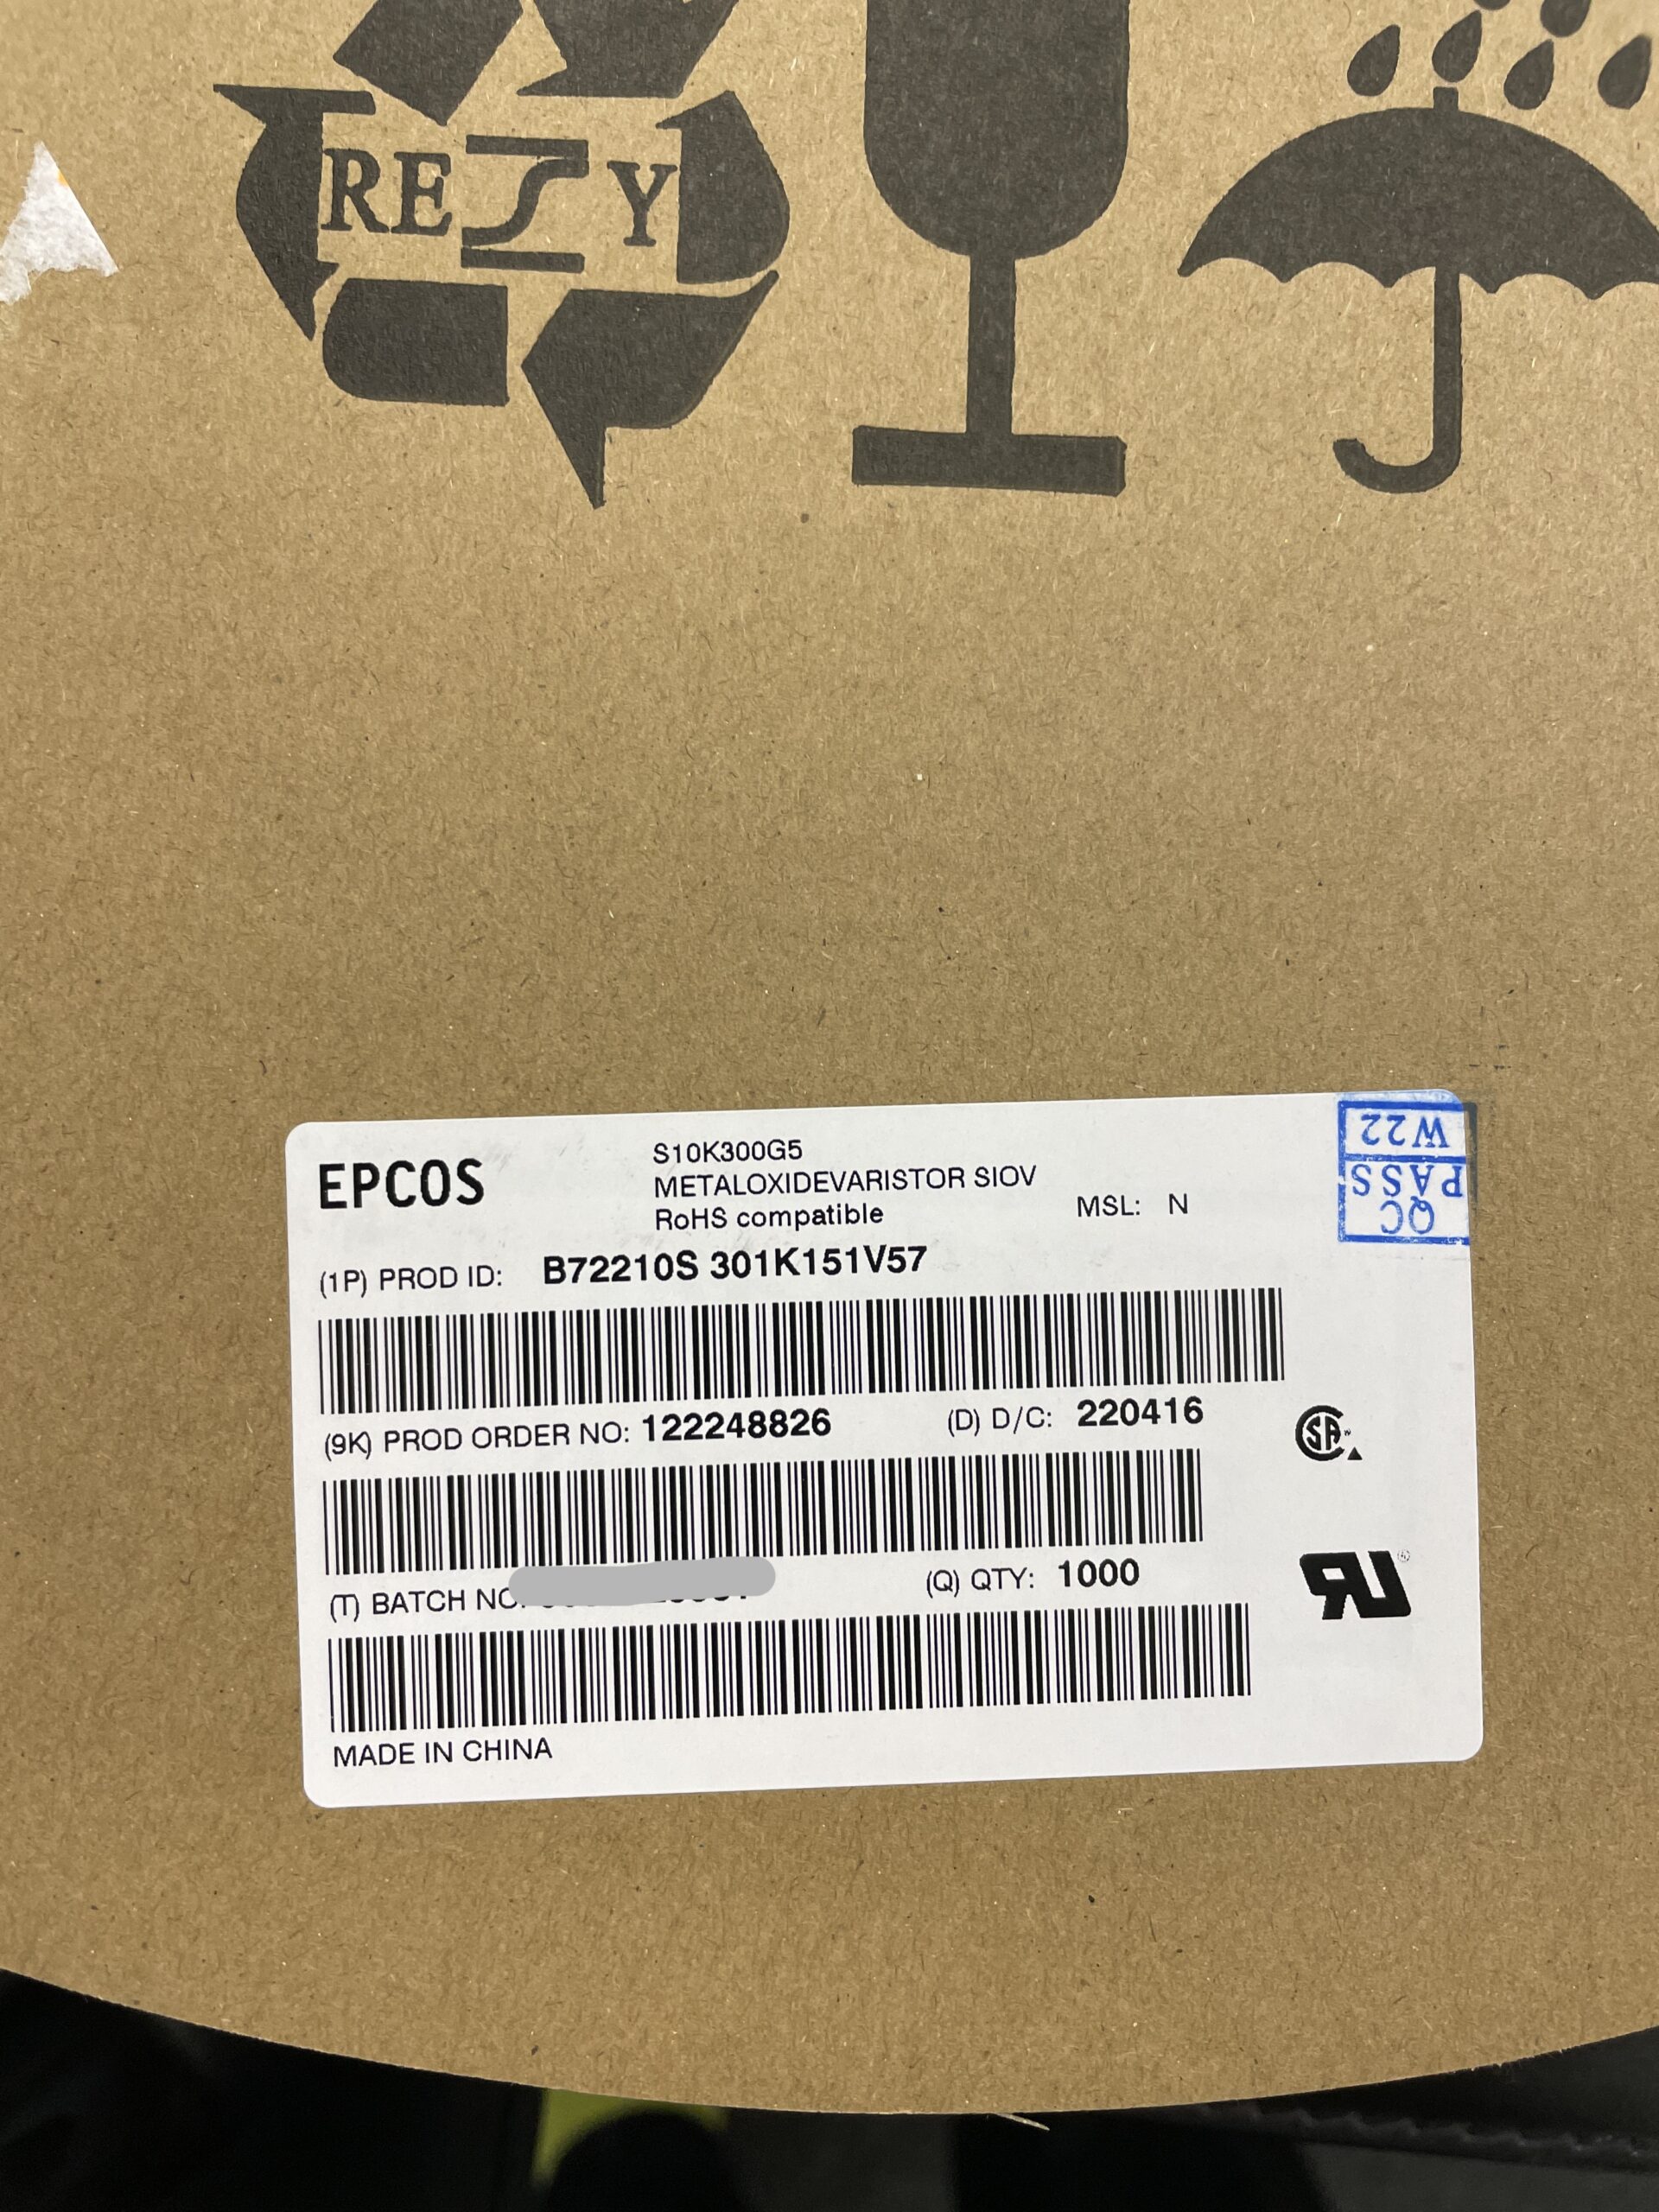 RESY
EPCOS
S10K300G5
METALOXIDEVARISTOR SIOV
RoHS compatible
MSL: N
QC
PASS
W22
(1P) PROD ID: B72210S 301K151V57
(9K) PROD ORDER NO: 122248826 (D) D/C: 220416
(T) BATCH NO: (Q) QTY: 1000
MADE IN CHINA